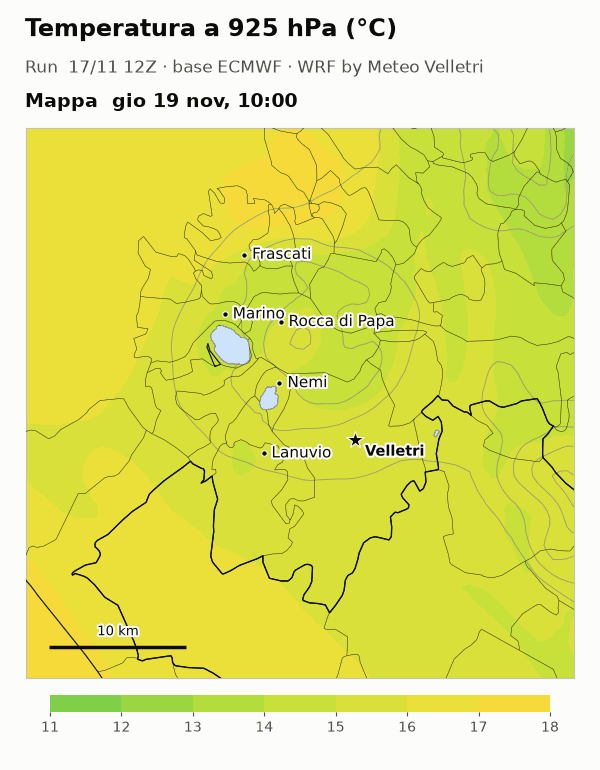 Temperatura a 925 hPa (°C)
Run  17/11 12Z · base ECMWF · WRF by Meteo Velletri
Mappa  gio 19 nov, 10:00
Frascati
Marino
Rocca di Papa
Nemi
Velletri
Lanuvio
10 km
11 12 13 14 15 16 17 18